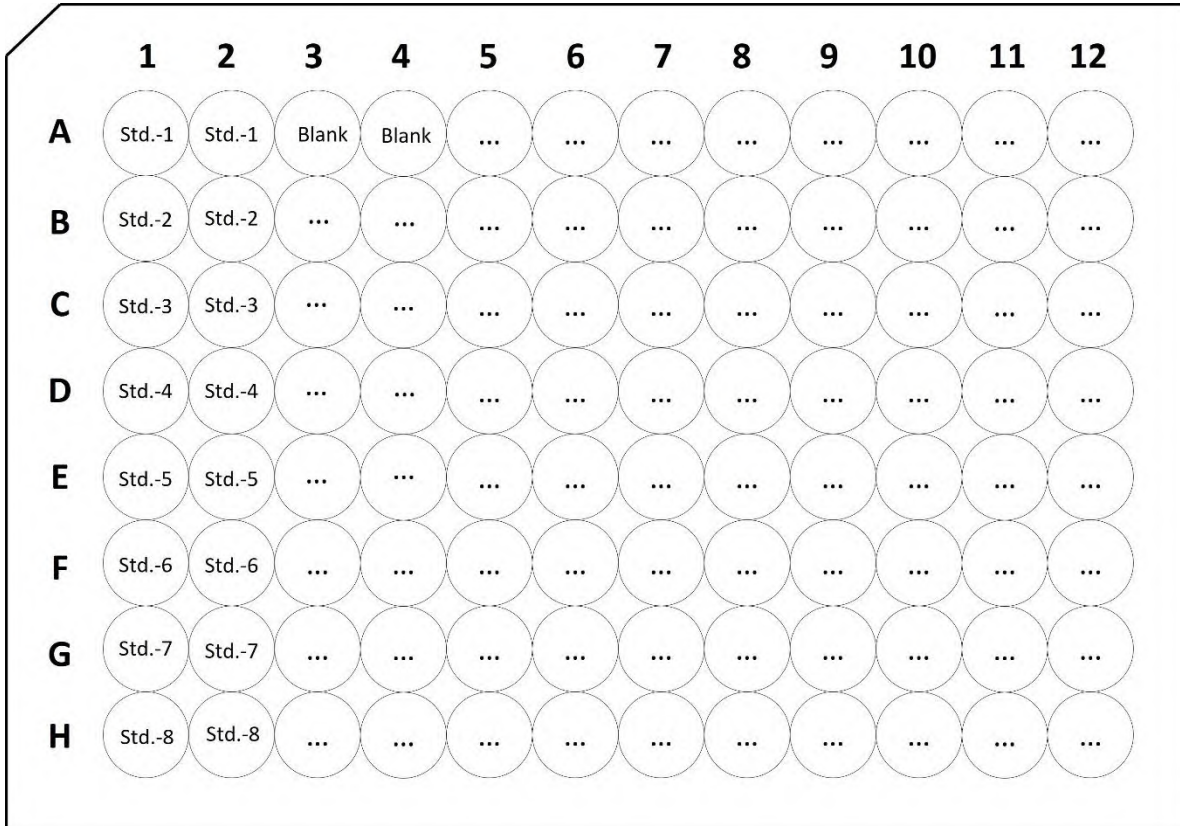 1 2 3 4 5 6 7 8 9 10 11 12
A Std.-1 Std.-1 Blank Blank ... ... ... ... ... ... ... ...
B Std.-2 Std.-2 ... ... ... ... ... ... ... ... ... ...
C Std.-3 Std.-3 ... ... ... ... ... ... ... ... ... ...
D Std.-4 Std.-4 ... ... ... ... ... ... ... ... ... ...
E Std.-5 Std.-5 ... ... ... ... ... ... ... ... ... ...
F Std.-6 Std.-6 ... ... ... ... ... ... ... ... ... ...
G Std.-7 Std.-7 ... ... ... ... ... ... ... ... ... ...
H Std.-8 Std.-8 ... ... ... ... ... ... ... ... ... ...